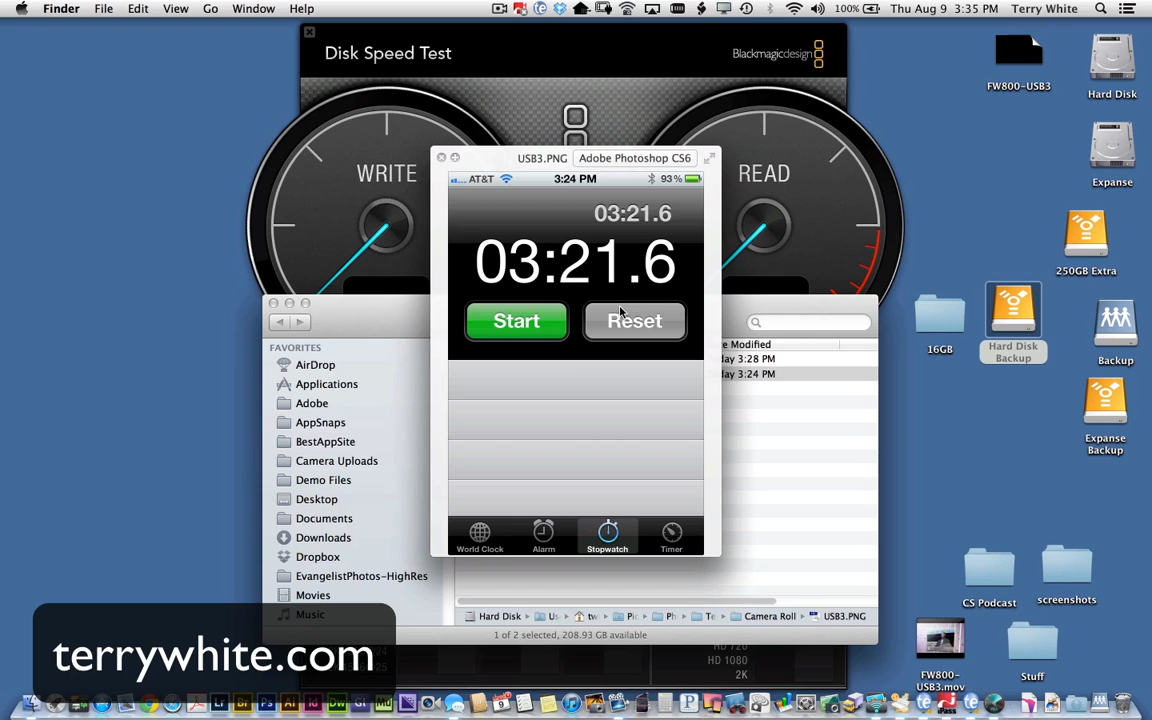 Finder File Edit View Go Window Help 100% Thu Aug 9 3:35 PM Terry White
Disk Speed Test
Blackmagicdesign
WRITE
READ
USB3.PNG Adobe Photoshop CS6
AT&T 3:24 PM 93%
03:21.6
03:21.6
Start Reset
World Clock Alarm Stopwatch Timer
FAVORITES
AirDrop
Applications
Adobe
AppSnaps
BestAppSite
Camera Uploads
Demo Files
Desktop
Documents
Downloads
Dropbox
EvangelistPhotos-HighRes
Movies
Music
e Modified
day 3:28 PM
day 3:24 PM
Hard Disk Us tw Pic Ph Te Camera Roll USB3.PNG
1 of 2 selected, 208.93 GB available
HD 720
HD 1080
2K
FW800-USB3
Hard Disk
Expanse
250GB Extra
16GB
Hard Disk
Backup
Backup
Expanse
Backup
CS Podcast
screenshots
FW800-
USB3.mov
Stuff
terrywhite.com